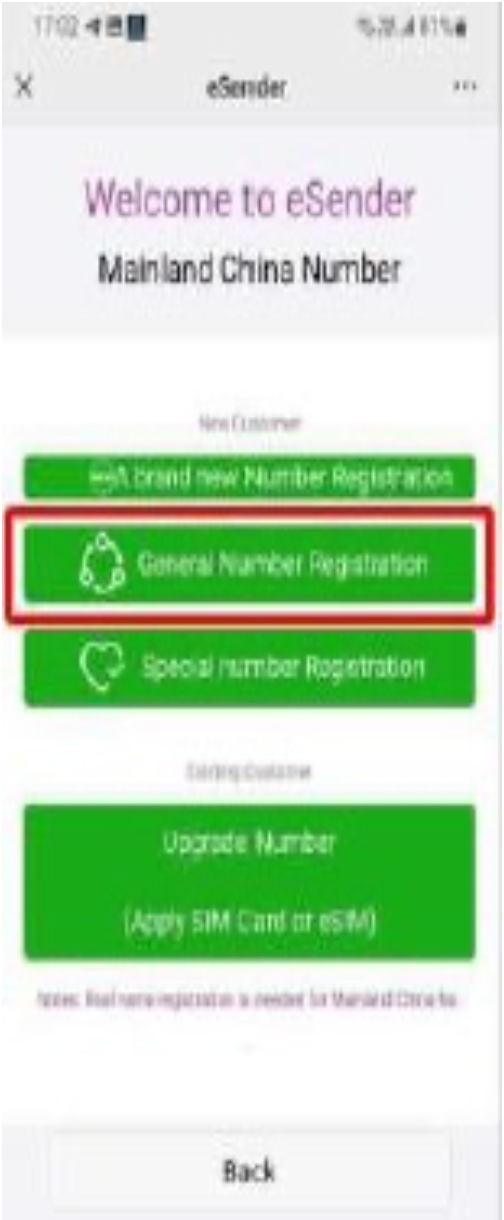 17:02
eSender
Welcome to eSender
Mainland China Number
New Customer
A brand new Number Registration
General Number Registration
Special number Registration
Existing Customer
Upgrade Number
(Apply SIM Card or eSIM)
Notes: Real name registration is needed for Mainland China No.
Back